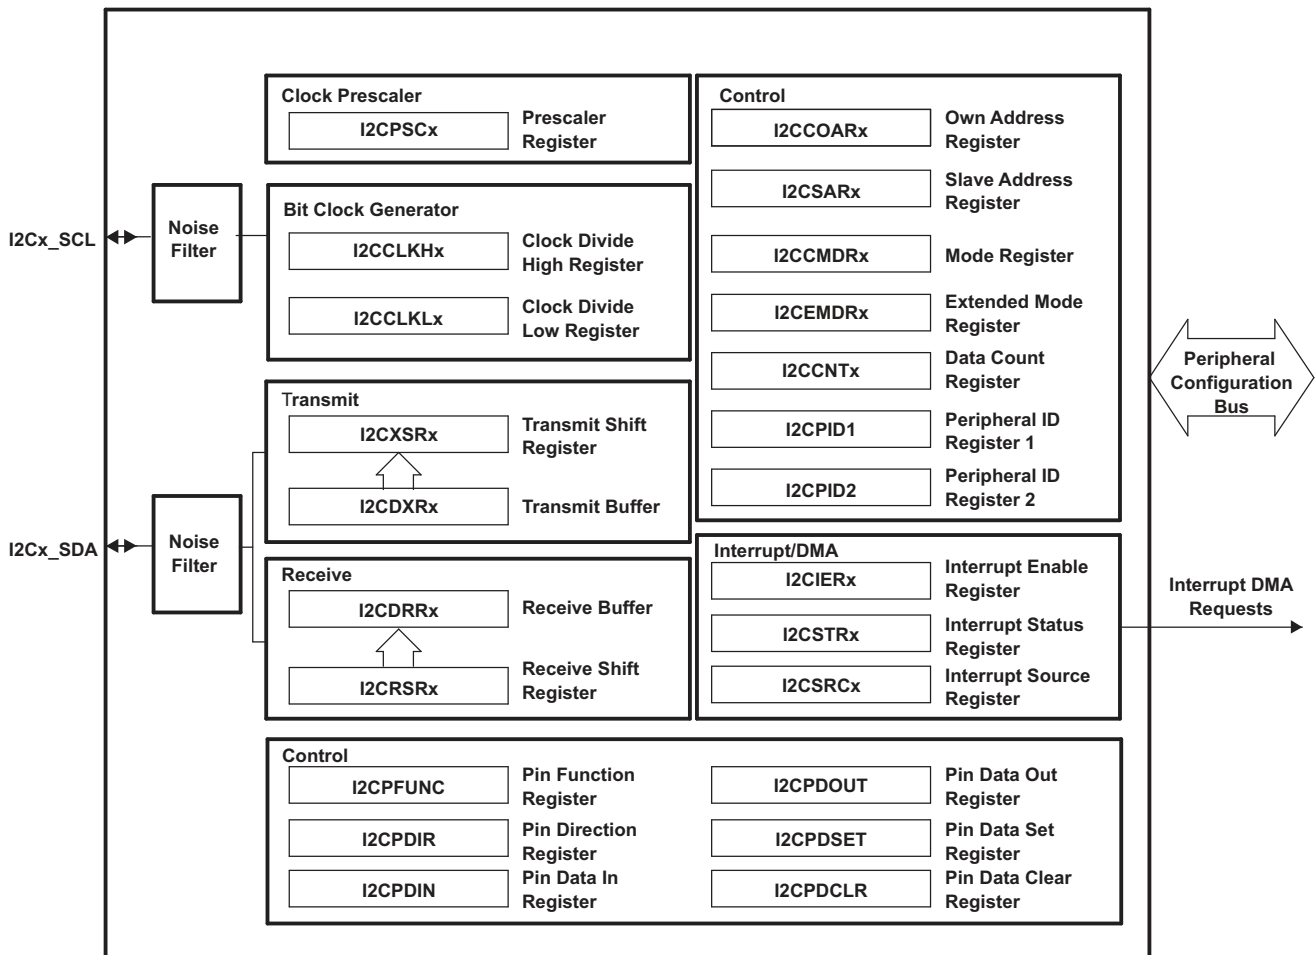 Clock Prescaler
I2CPSCx
Prescaler
Register
Control
I2CCOARx
Own Address
Register
I2CSARx
Slave Address
Register
I2CCMDRx
Mode Register
I2CEMDRx
Extended Mode
Register
I2CCNTx
Data Count
Register
I2CPID1
Peripheral ID
Register 1
I2CPID2
Peripheral ID
Register 2
I2Cx_SCL
Noise
Filter
Bit Clock Generator
I2CCLKHx
Clock Divide
High Register
I2CCLKLx
Clock Divide
Low Register
Peripheral
Configuration
Bus
Transmit
I2CXSRx
Transmit Shift
Register
I2CDXRx
Transmit Buffer
I2Cx_SDA
Noise
Filter
Receive
I2CDRRx
Receive Buffer
I2CRSRx
Receive Shift
Register
Interrupt/DMA
I2CIERx
Interrupt Enable
Register
I2CSTRx
Interrupt Status
Register
I2CSRCx
Interrupt Source
Register
Interrupt DMA
Requests
Control
I2CPFUNC
Pin Function
Register
I2CPDIR
Pin Direction
Register
I2CPDIN
Pin Data In
Register
I2CPDOUT
Pin Data Out
Register
I2CPDSET
Pin Data Set
Register
I2CPDCLR
Pin Data Clear
Register